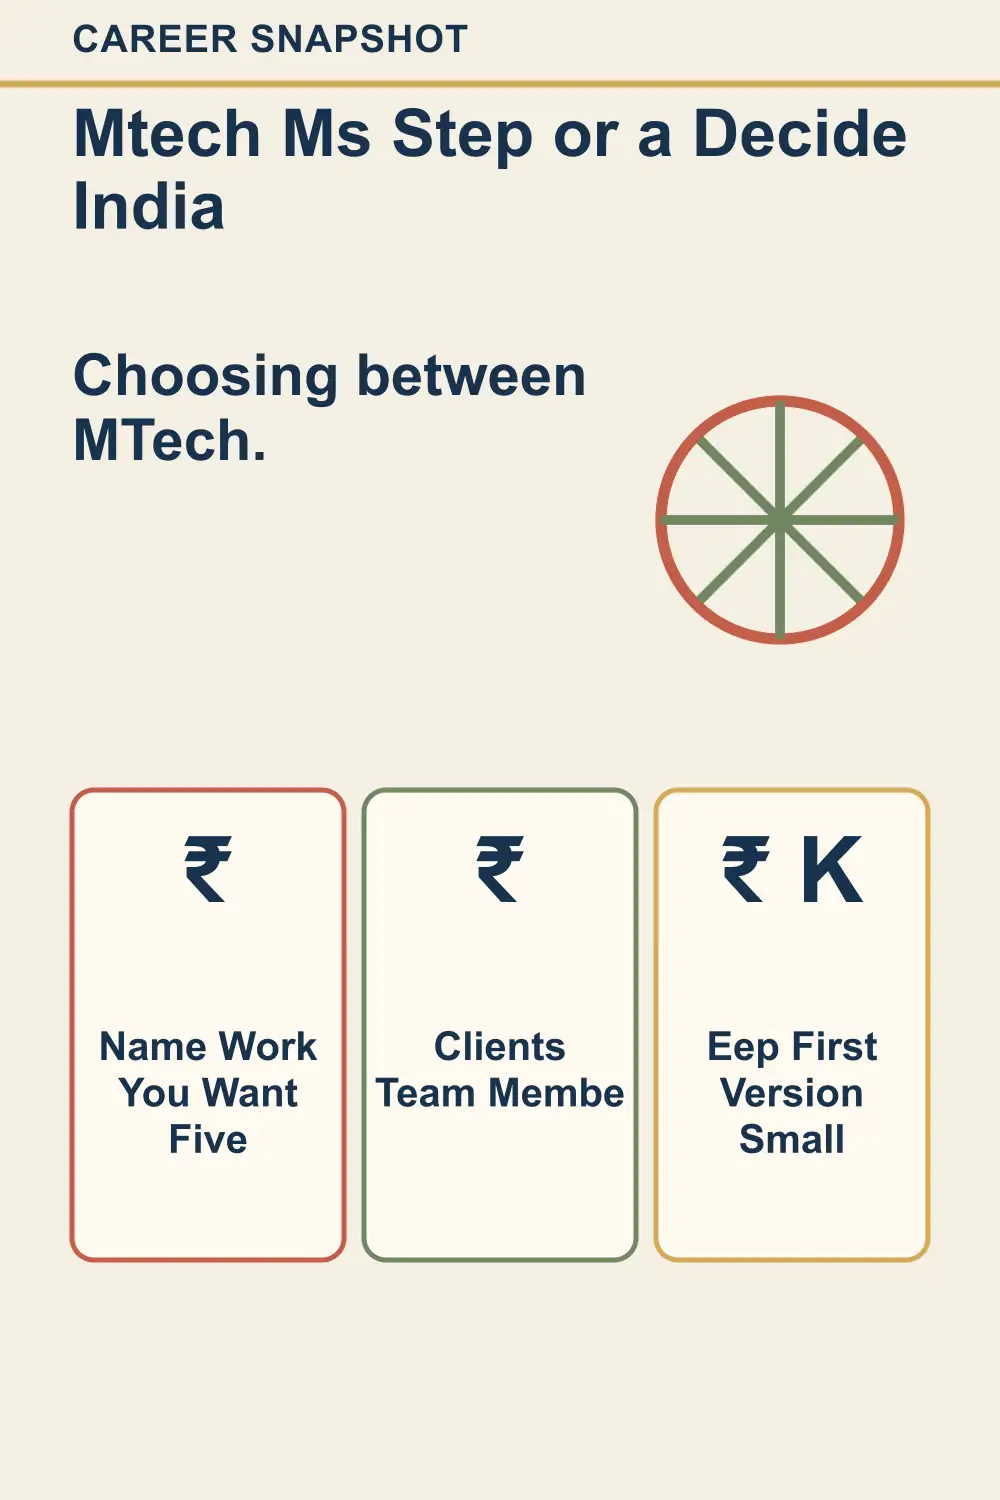 CAREER SNAPSHOT
Mtech Ms Step or a Decide
India
Choosing between
MTech.
₹
Name Work
You Want
Five
₹
Clients
Team Membe
₹ K
Eep First
Version
Small